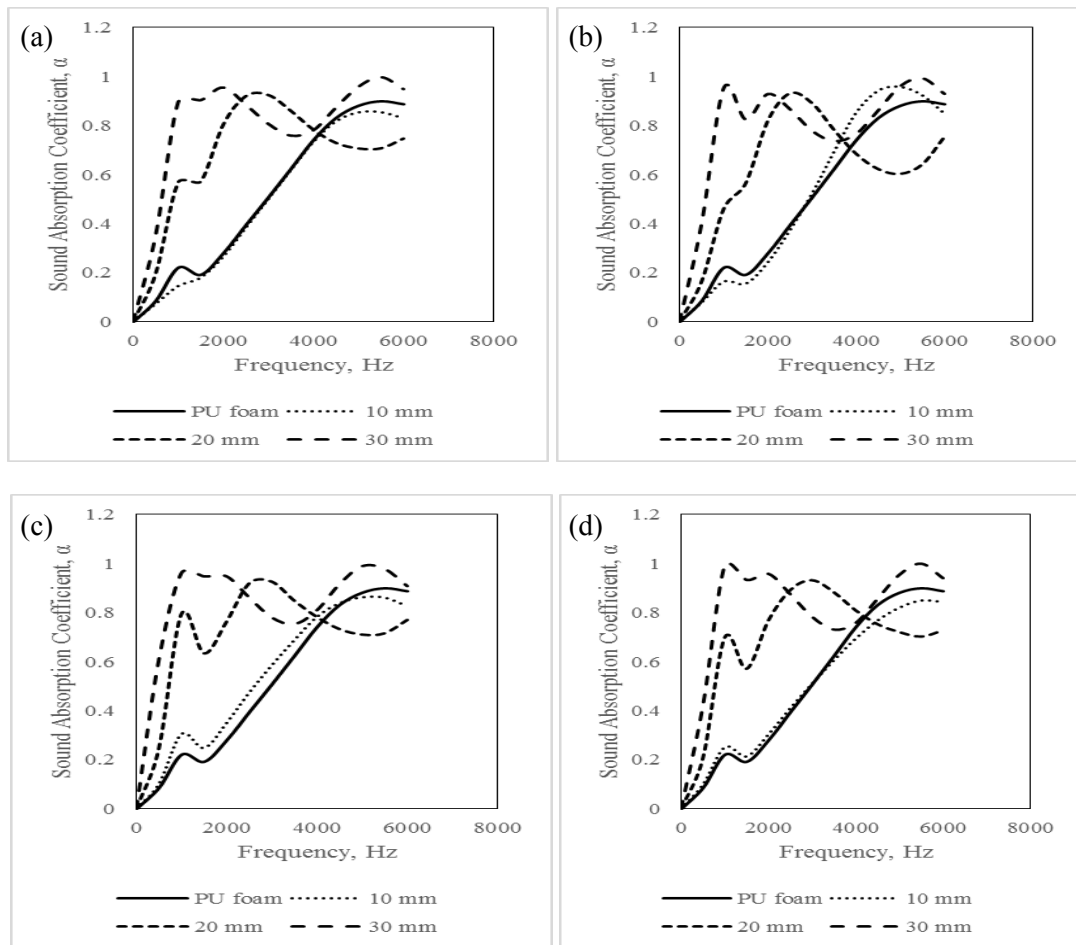 (a)
Sound Absorption Coefficient, α
1.2
1
0.8
0.6
0.4
0.2
0
0 2000 4000 6000 8000
Frequency, Hz
PU foam 10 mm
20 mm 30 mm
(b)
Sound Absorption Coefficient, α
1.2
1
0.8
0.6
0.4
0.2
0
0 2000 4000 6000 8000
Frequency, Hz
PU foam 10 mm
20 mm 30 mm
(c)
Sound Absorption Coefficient, α
1.2
1
0.8
0.6
0.4
0.2
0
0 2000 4000 6000 8000
Frequency, Hz
PU foam 10 mm
20 mm 30 mm
(d)
Sound Absorption Coefficient, α
1.2
1
0.8
0.6
0.4
0.2
0
0 2000 4000 6000 8000
Frequency, Hz
PU foam 10 mm
20 mm 30 mm